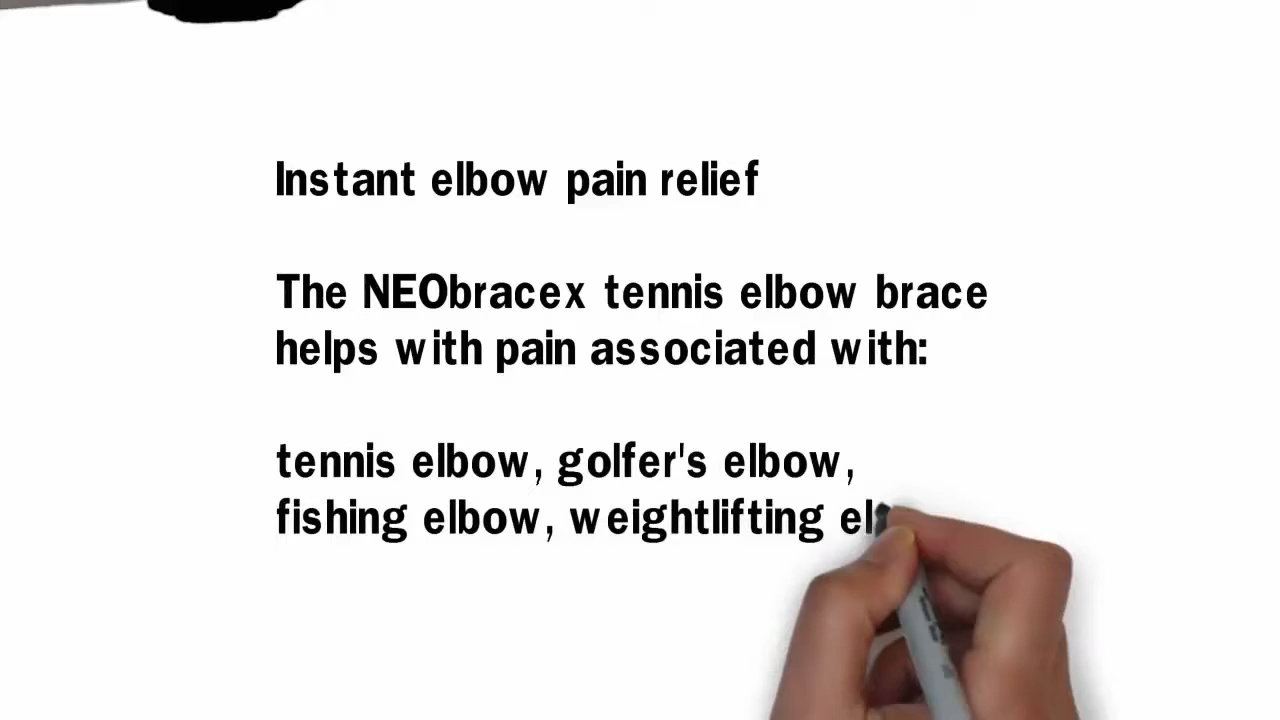 Instant elbow pain relief
The NEObracex tennis elbow brace
helps with pain associated with:
tennis elbow, golfer's elbow,
fishing elbow, weightlifting el